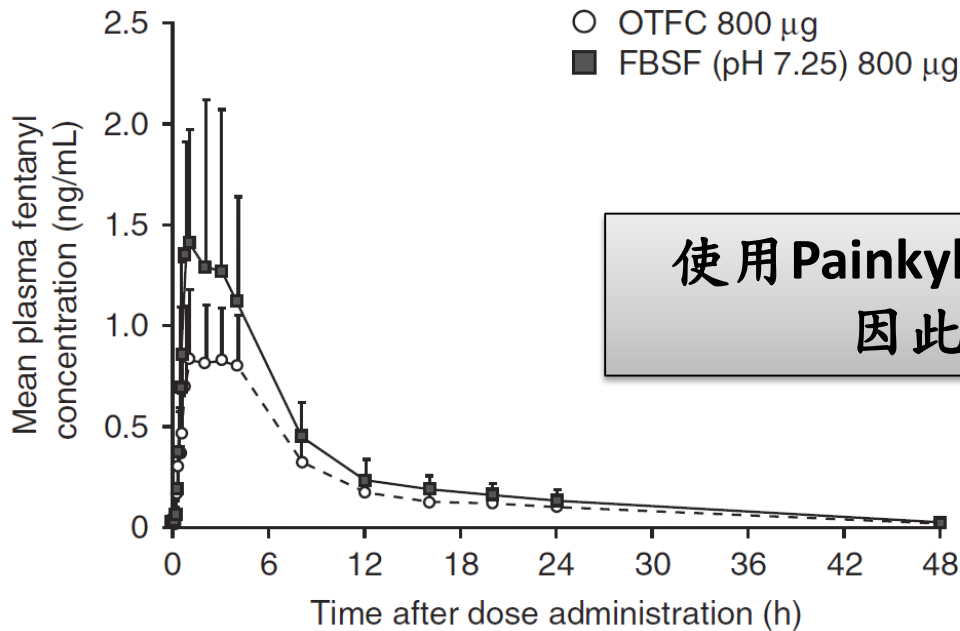 OTFC 800 μg
FBSF (pH 7.25) 800 μg
Mean plasma fentanyl
concentration (ng/mL)
2.5
2.0
1.5
1.0
0.5
0
使用Painkyl
因此
0 6 12 18 24 30 36 42 48
Time after dose administration (h)